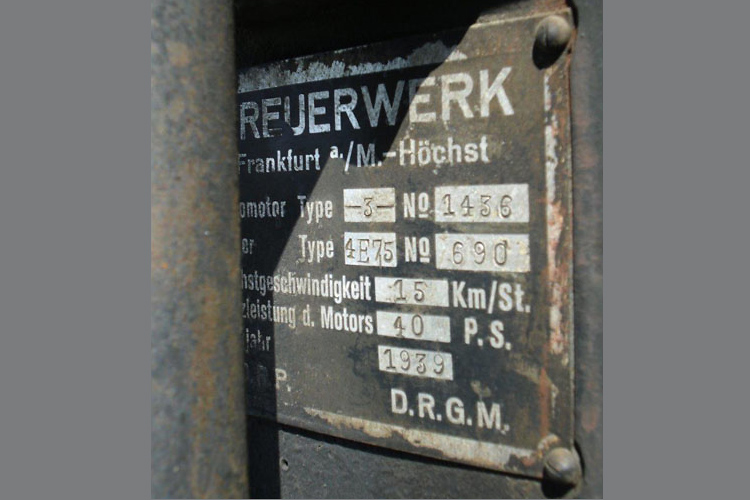 REUERWERK
Frankfurt a./M.-Höchst
omotor Type -3- No 1436
er Type 4E75 No 690
hstgeschwindigkeit 15 Km/St.
zleistung d. Motors 40 P.S.
jahr 1939
R.P.
D.R.G.M.